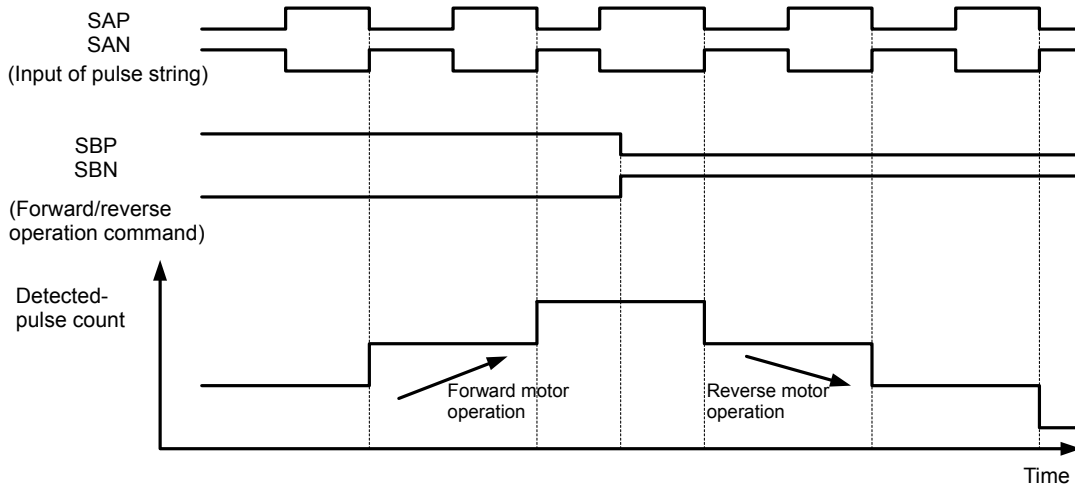 SAP
SAN
(Input of pulse string)
SBP
SBN
(Forward/reverse
operation command)
Detected-
pulse count
Forward motor
operation
Reverse motor
operation
Time